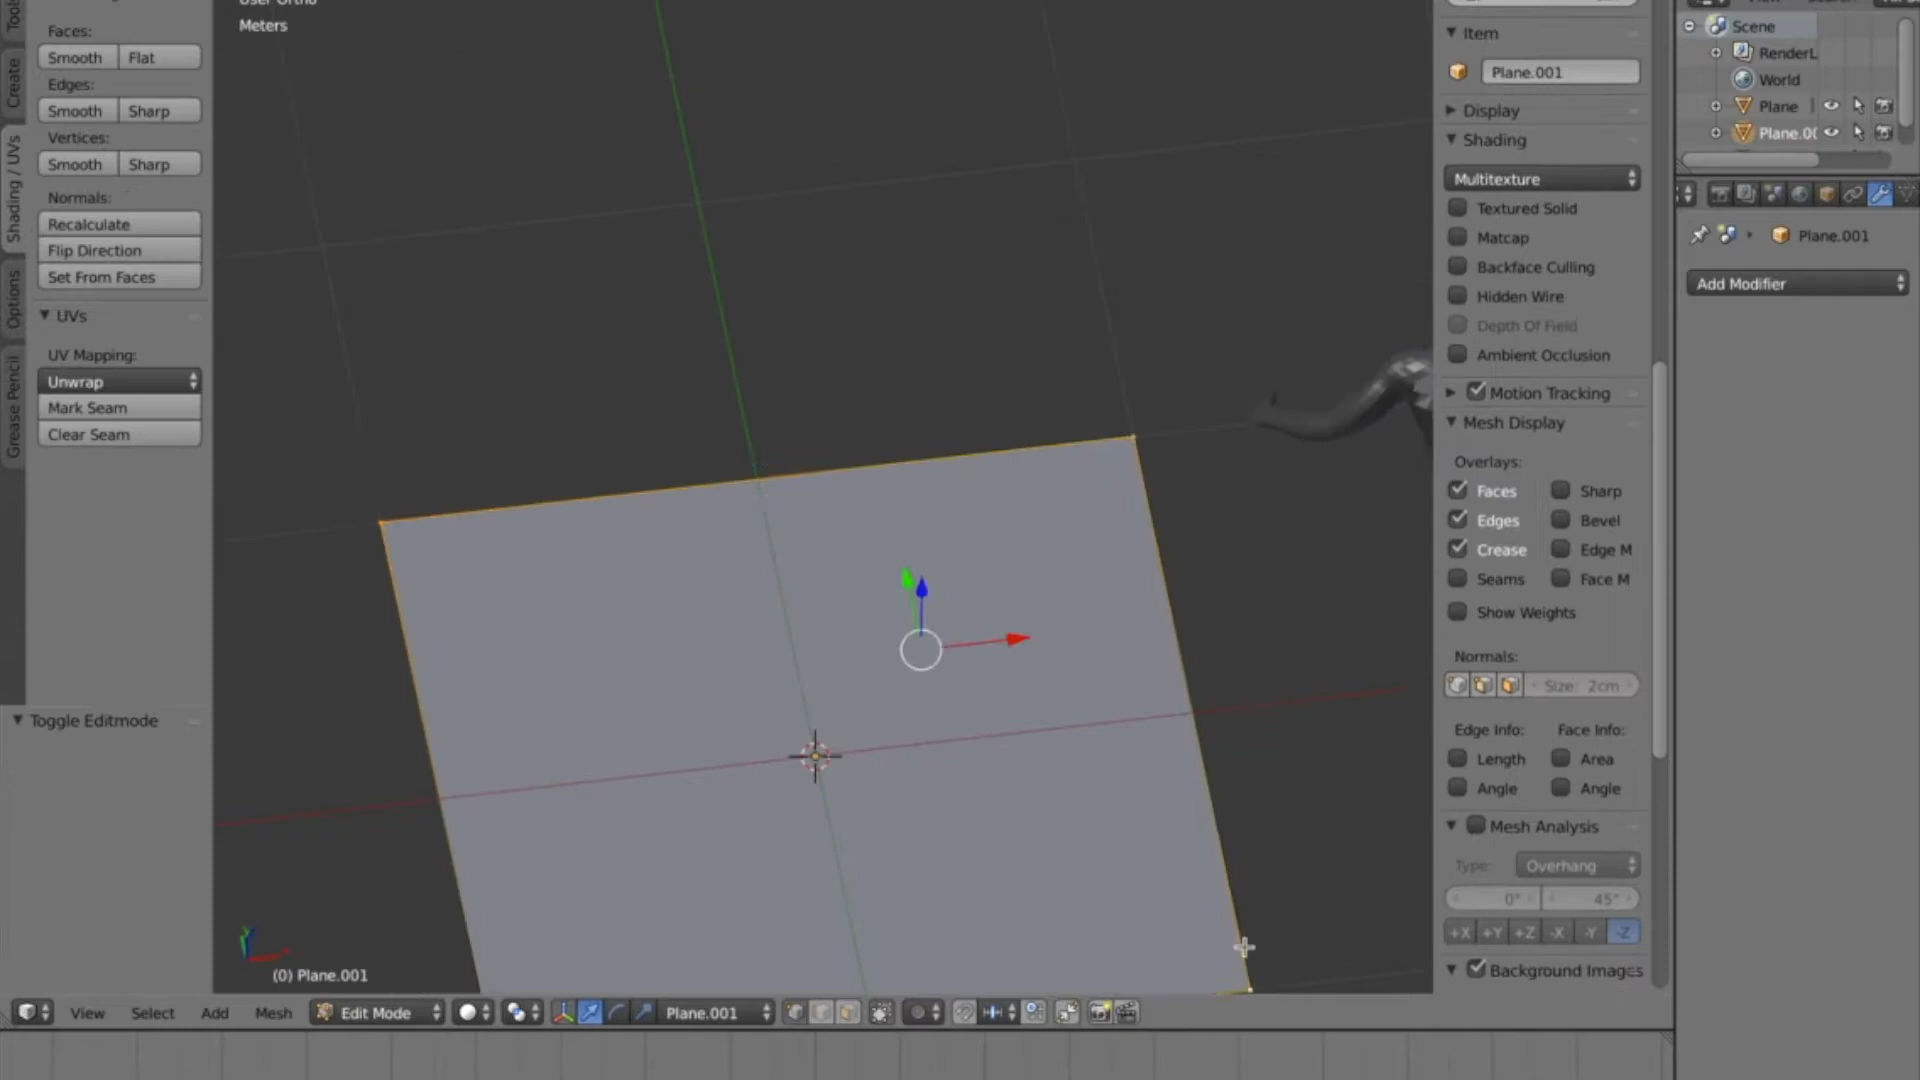 Tools
Create
Shading / UVs
Options
Grease Pencil
Faces:
Smooth Flat
Edges:
Smooth Sharp
Vertices:
Smooth Sharp
Normals:
Recalculate
Flip Direction
Set From Faces
UVs
UV Mapping:
Unwrap
Mark Seam
Clear Seam
Toggle Editmode
User Ortho
Meters
(0) Plane.001
View Select Add Mesh Edit Mode Plane.001
Item
Plane.001
Display
Shading
Multitexture
Textured Solid
Matcap
Backface Culling
Hidden Wire
Depth Of Field
Ambient Occlusion
Motion Tracking
Mesh Display
Overlays:
Faces Sharp
Edges Bevel
Crease Edge M
Seams Face M
Show Weights
Normals:
Size: 2cm
Edge Info: Face Info:
Length Area
Angle Angle
Mesh Analysis
Type: Overhang
0° 45°
+X +Y +Z -X -Y -Z
Background Images
Scene
RenderL
World
Plane
Plane.00
Plane.001
Add Modifier